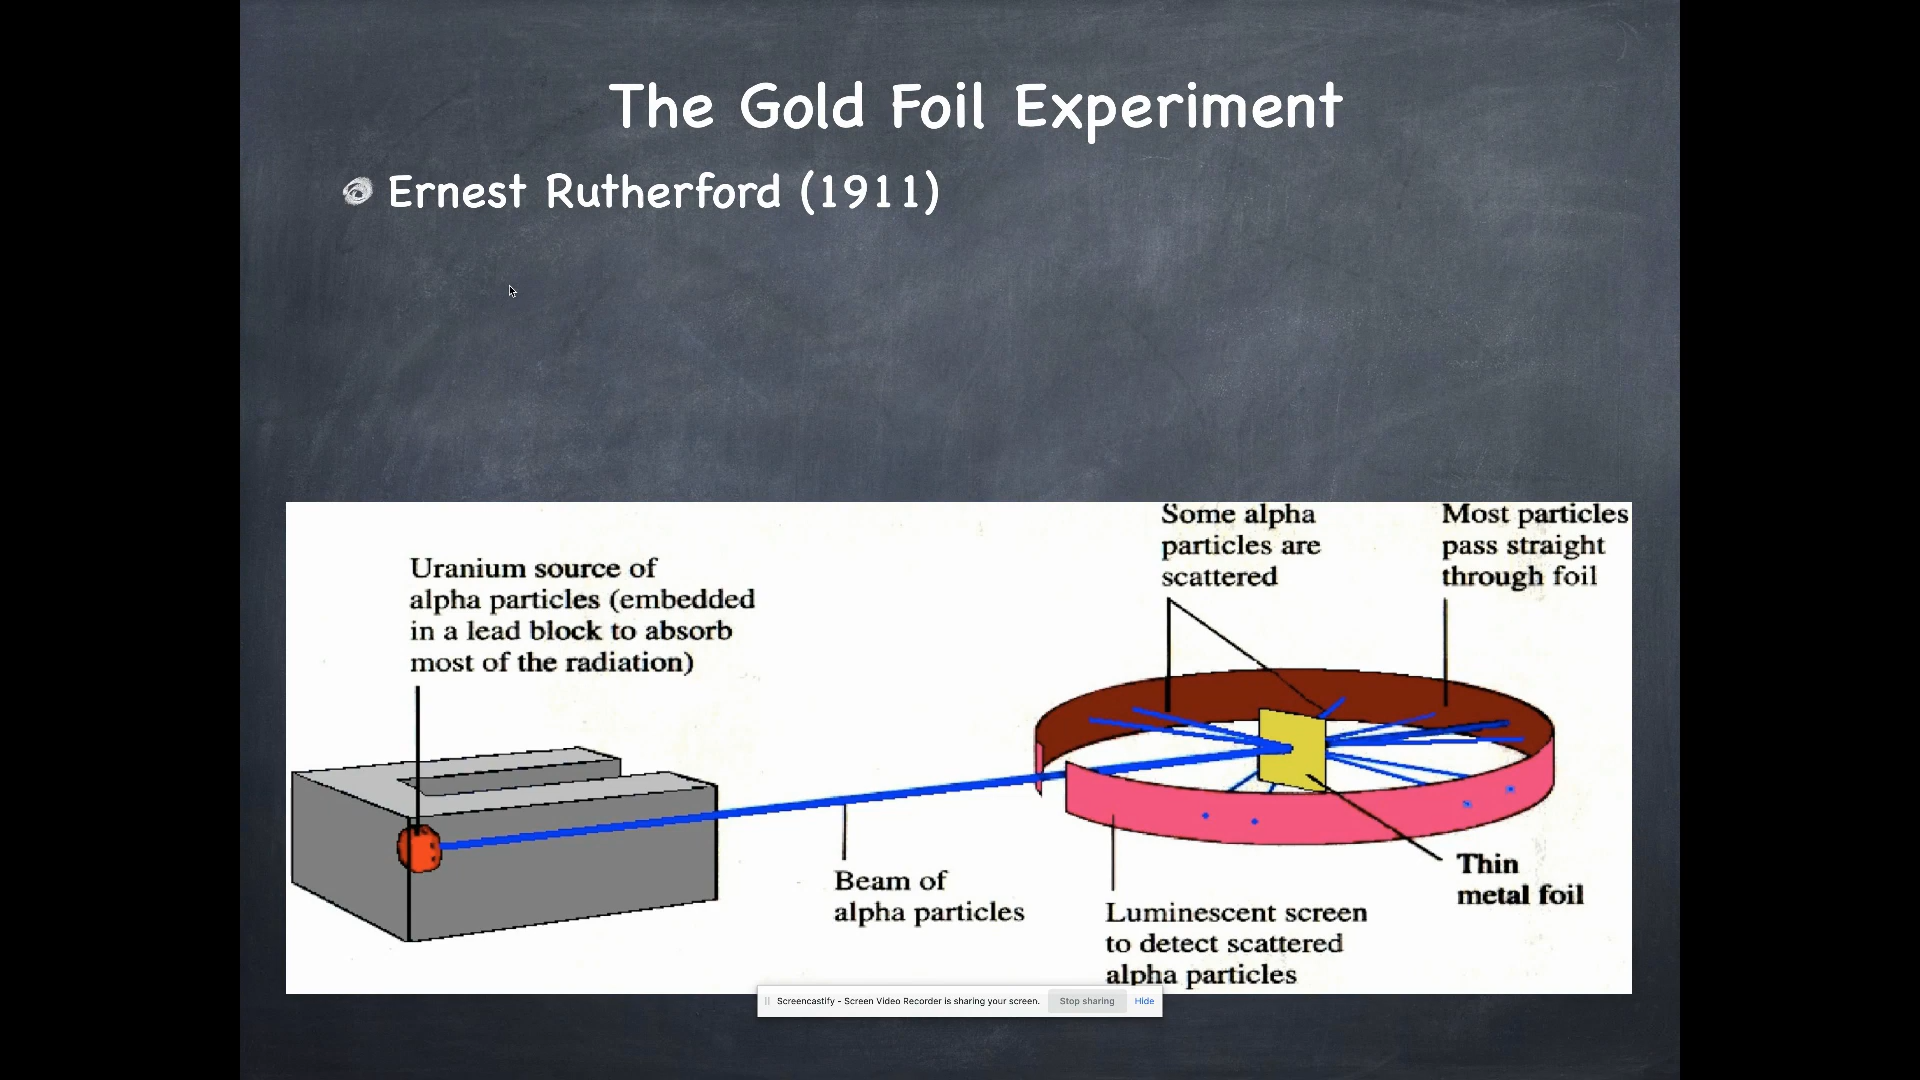 The Gold Foil Experiment
Ernest Rutherford (1911)
Uranium source of
alpha particles (embedded
in a lead block to absorb
most of the radiation)
Some alpha
particles are
scattered
Most particles
pass straight
through foil
Beam of
alpha particles
Luminescent screen
to detect scattered
alpha particles
Thin
metal foil
Screencastify - Screen Video Recorder is sharing your screen. Stop sharing Hide